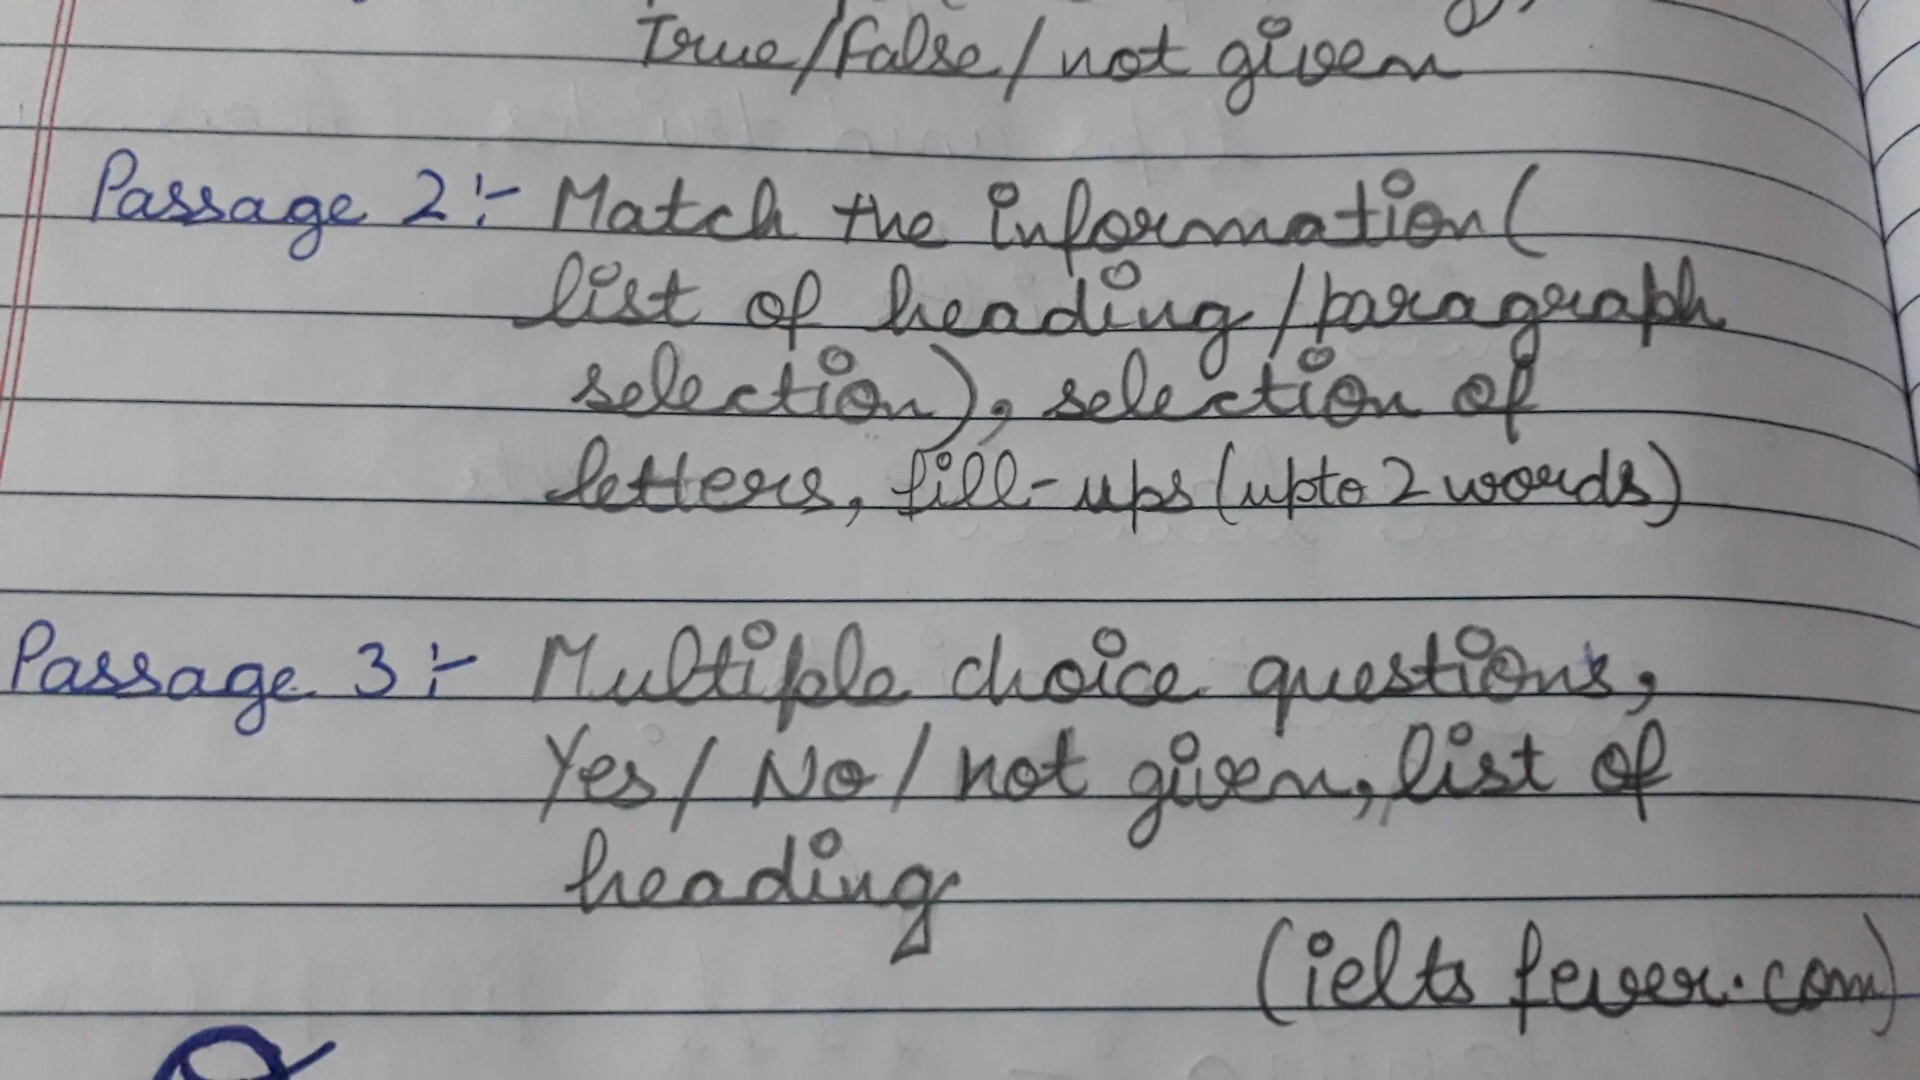 True/False/not given
Passage 2:- Match the information(
list of heading/paragraph
selection), selection of
letters, fill-ups (upto 2 words)
Passage 3:- Multiple choice questions,
Yes/No/not given, list of
heading
(ielts fever.com)